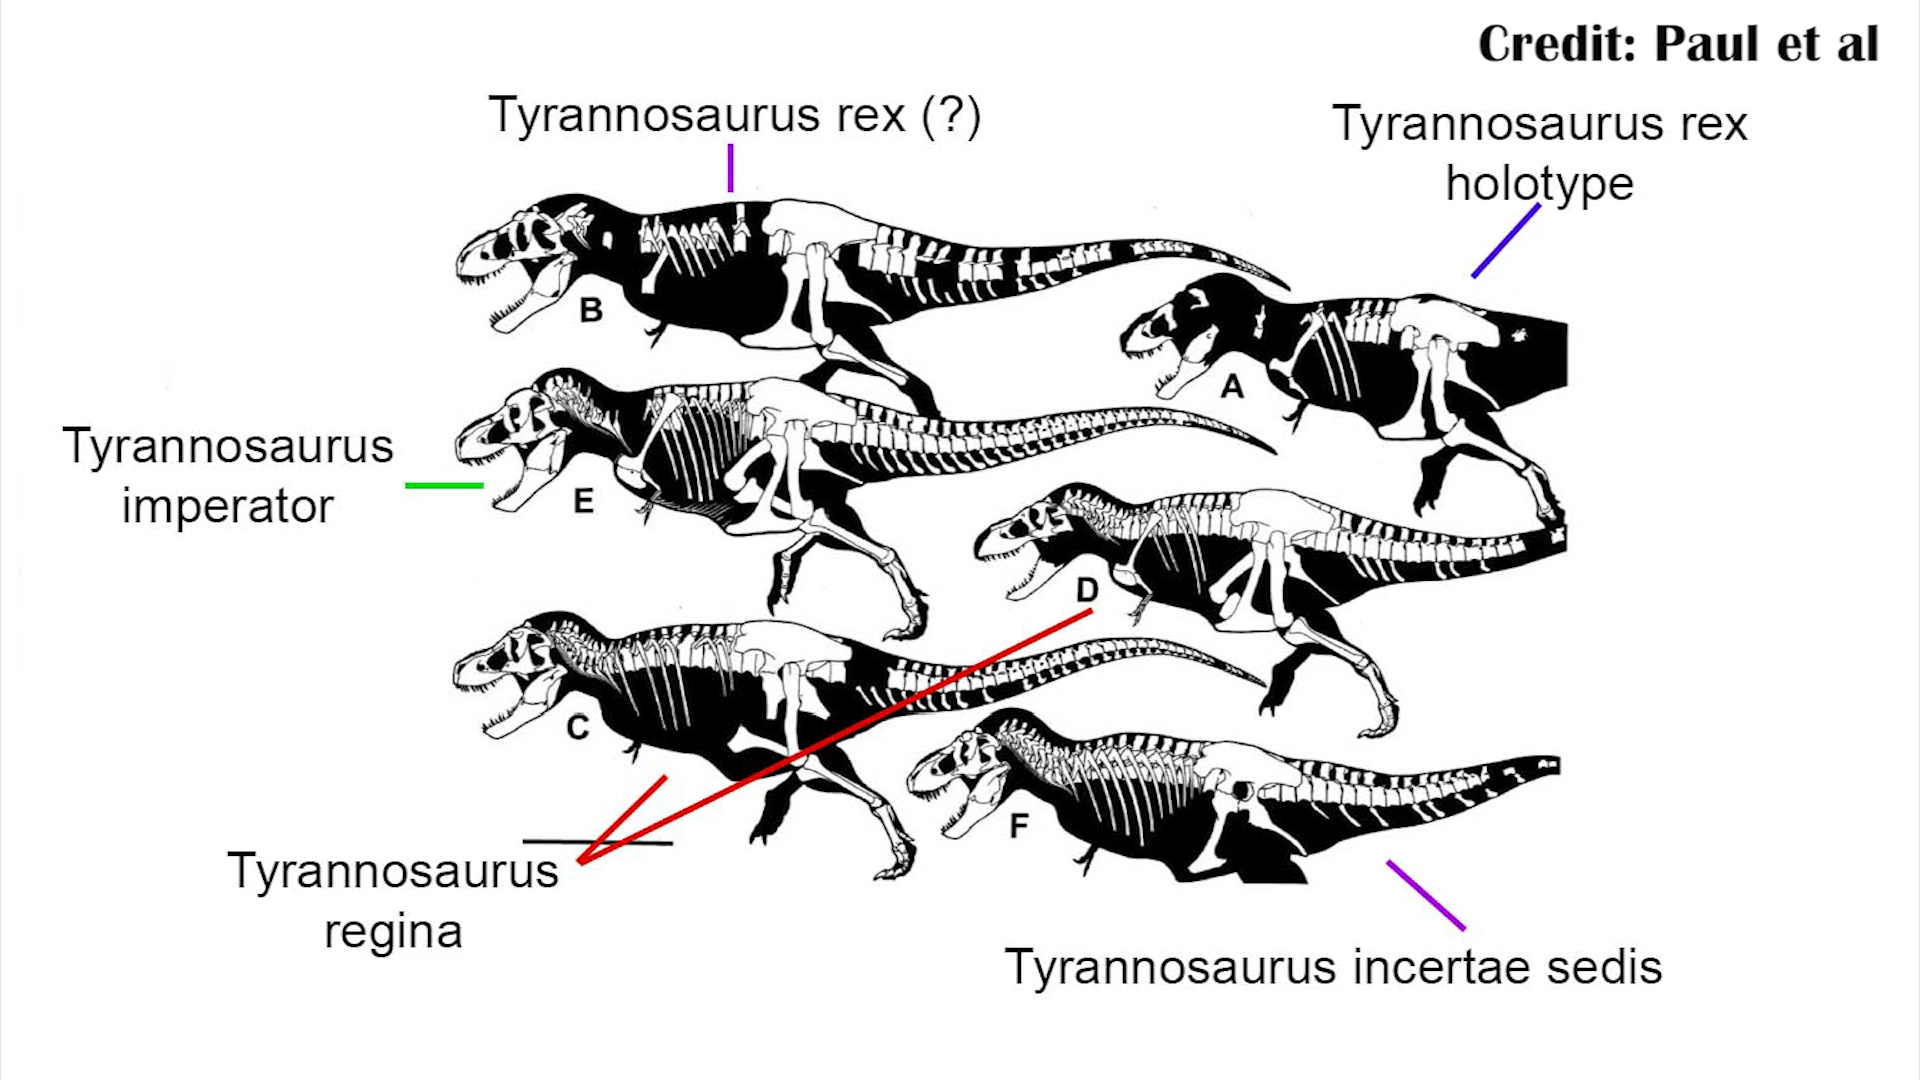 Credit: Paul et al
Tyrannosaurus rex (?)
Tyrannosaurus rex
holotype
B
A
Tyrannosaurus
imperator
E
D
C
F
Tyrannosaurus
regina
Tyrannosaurus incertae sedis